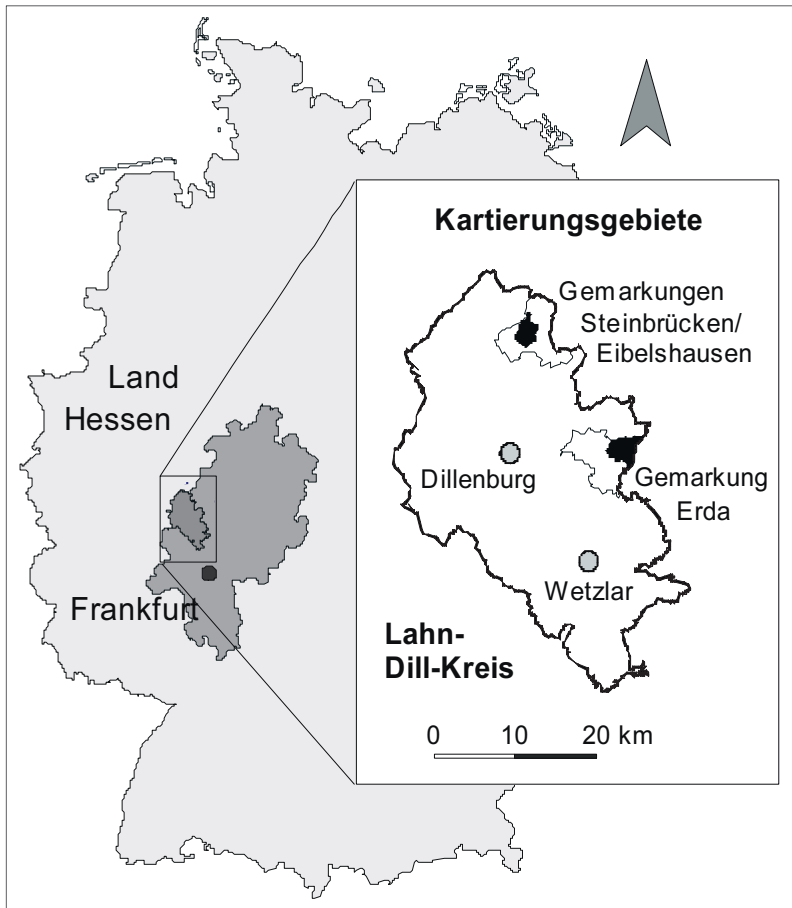 Kartierungsgebiete
Gemarkungen
Steinbrücken/
Eibelshausen
Land
Hessen
Dillenburg
Gemarkung
Erda
Wetzlar
Frankfurt
Lahn-
Dill-Kreis
0 10 20 km